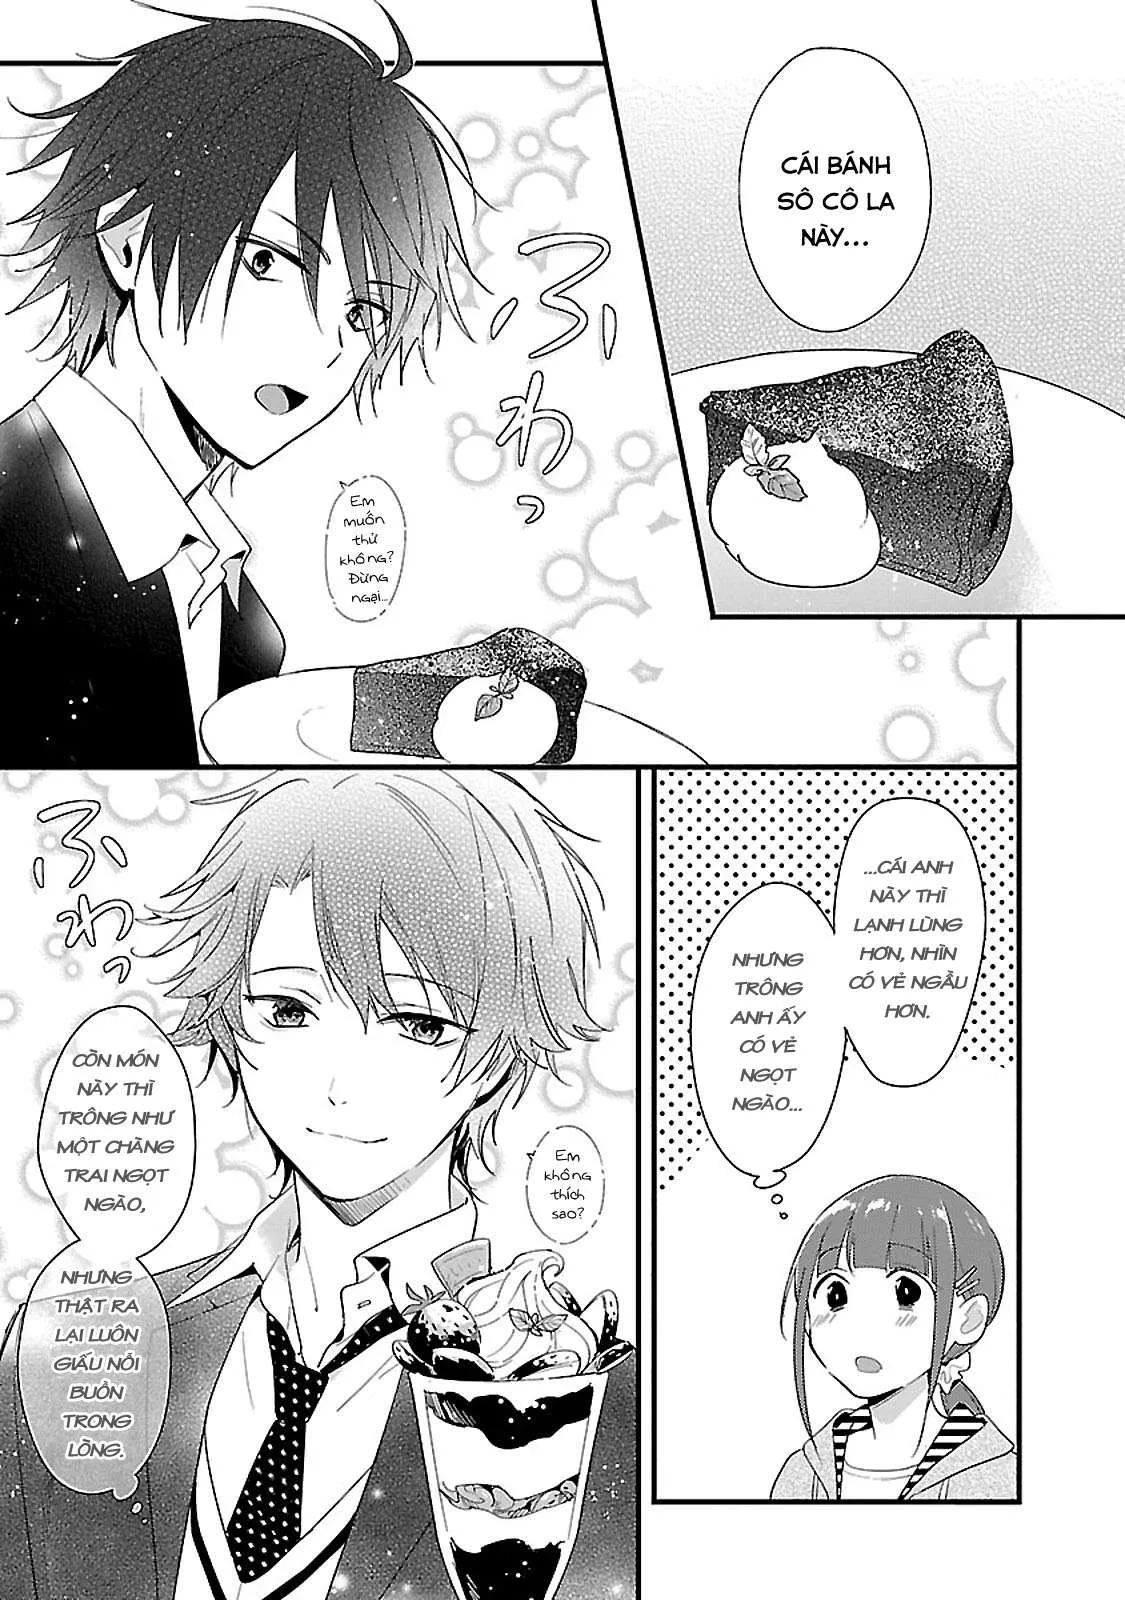 CÁI BÁNH
SÔ CÔ LA
NÀY...
ふわっ
Em
muốn
thử
không?
Đừng
ngại...
...CÁI ANH
NÀY THÌ
LẠNH LÙNG
HƠN, NHÌN
CÓ VẺ NGẦU
HƠN.
NHƯNG
TRÔNG
ANH ẤY
CÓ VẺ
NGỌT
NGÀO...
ふわっ
CÒN MÓN
NÀY THÌ
TRÔNG NHƯ
MỘT CHÀNG
TRAI NGỌT
NGÀO,
NHƯNG
THẬT RA
LẠI LUÔN
GIẤU NỖI
BUỒN
TRONG
LÒNG.
Em
không
thích
sao?